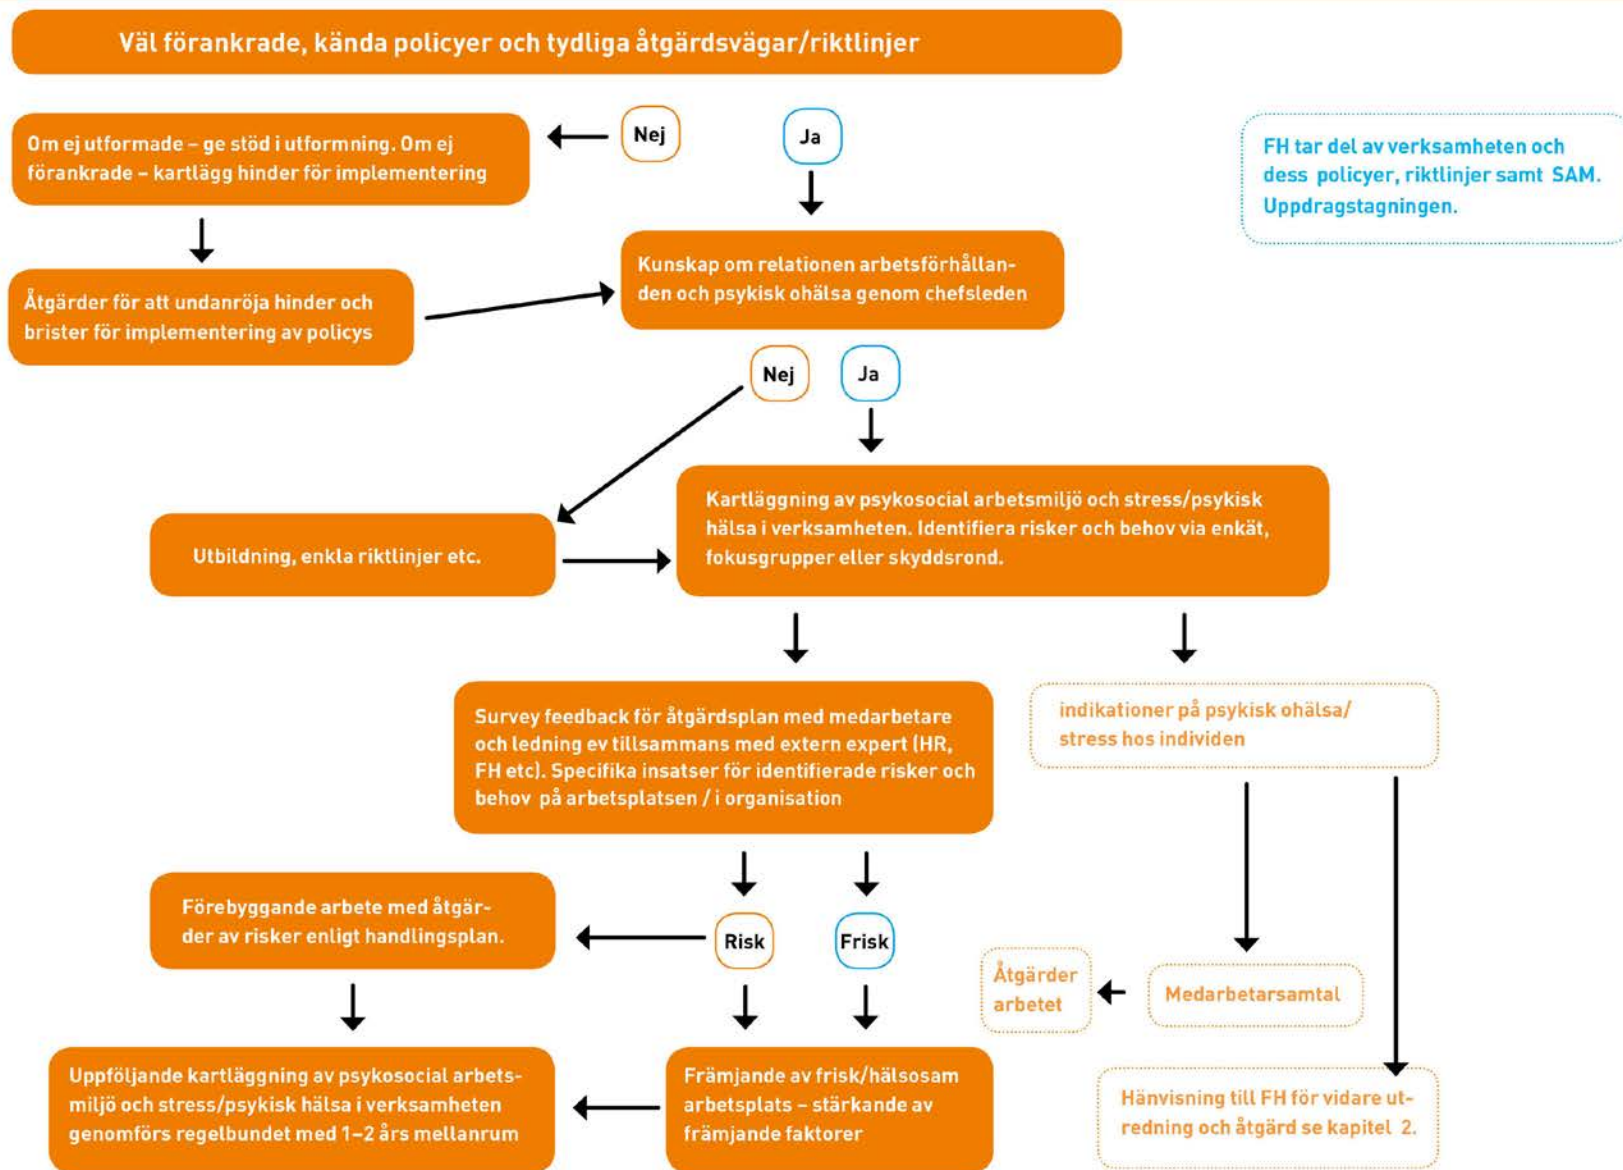 Väl förankrade, kända policyer och tydliga åtgärdsvägar/riktlinjer
Om ej utformade – ge stöd i utformning. Om ej
förankrade – kartlägg hinder för implementering
Nej
Ja
FH tar del av verksamheten och
dess policyer, riktlinjer samt SAM.
Uppdragstagningen.
Åtgärder för att undanröja hinder och
brister för implementering av policys
Kunskap om relationen arbetsförhållan-
den och psykisk ohälsa genom chefsleden
Nej
Ja
Utbildning, enkla riktlinjer etc.
Kartläggning av psykosocial arbetsmiljö och stress/psykisk
hälsa i verksamheten. Identifiera risker och behov via enkät,
fokusgrupper eller skyddsrond.
Survey feedback för åtgärdsplan med medarbetare
och ledning ev tillsammans med extern expert (HR,
FH etc). Specifika insatser för identifierade risker och
behov på arbetsplatsen / i organisation
indikationer på psykisk ohälsa/
stress hos individen
Förebyggande arbete med åtgär-
der av risker enligt handlingsplan.
Risk
Frisk
Åtgärder
arbetet
Medarbetarsamtal
Uppföljande kartläggning av psykosocial arbets-
miljö och stress/psykisk hälsa i verksamheten
genomförs regelbundet med 1–2 års mellanrum
Främjande av frisk/hälsosam
arbetsplats – stärkande av
främjande faktorer
Hänvisning till FH för vidare ut-
redning och åtgärd se kapitel 2.